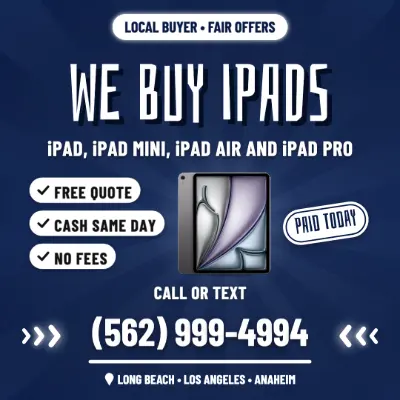 LOCAL BUYER • FAIR OFFERS
WE BUY IPADS
iPAD, iPAD MINI, iPAD AIR AND iPAD PRO
FREE QUOTE
CASH SAME DAY
NO FEES
PAID TODAY
CALL OR TEXT
(562) 999-4994
LONG BEACH • LOS ANGELES • ANAHEIM